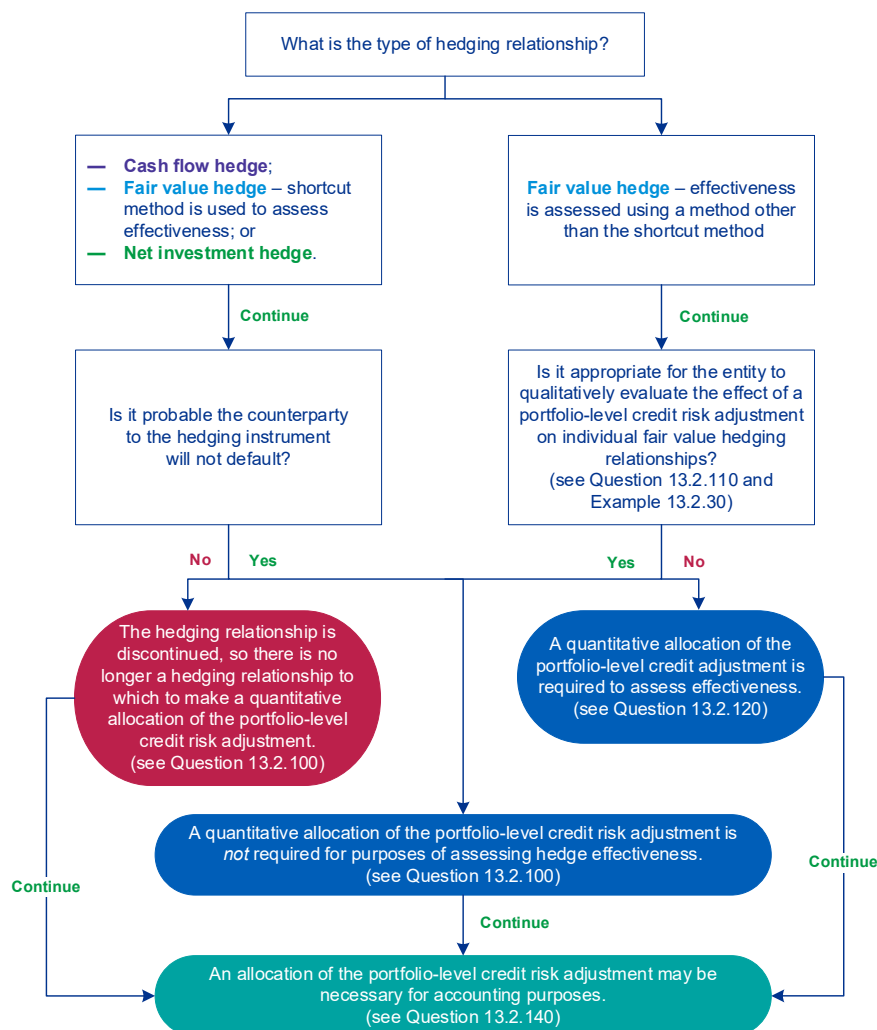 What is the type of hedging relationship?
— Cash flow hedge;
— Fair value hedge – shortcut
method is used to assess
effectiveness; or
— Net investment hedge.
Fair value hedge – effectiveness
is assessed using a method other
than the shortcut method
Continue
Continue
Is it probable the counterparty
to the hedging instrument
will not default?
Is it appropriate for the entity to
qualitatively evaluate the effect of a
portfolio-level credit risk adjustment
on individual fair value hedging
relationships?
(see Question 13.2.110 and
Example 13.2.30)
No
Yes
Yes
No
The hedging relationship is
discontinued, so there is no
longer a hedging relationship to
which to make a quantitative
allocation of the portfolio-level
credit risk adjustment.
(see Question 13.2.100)
A quantitative allocation of the
portfolio-level credit adjustment is
required to assess effectiveness.
(see Question 13.2.120)
A quantitative allocation of the portfolio-level credit risk adjustment is
not required for purposes of assessing hedge effectiveness.
(see Question 13.2.100)
Continue
Continue
Continue
An allocation of the portfolio-level credit risk adjustment may be
necessary for accounting purposes.
(see Question 13.2.140)